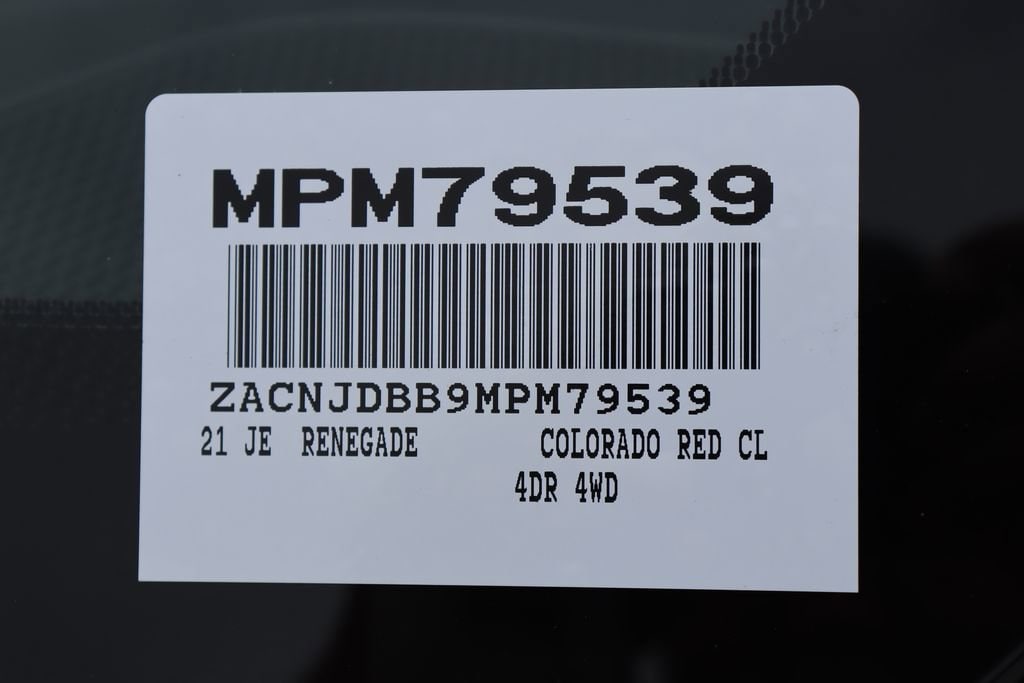 MPM79539
ZACNJDBB9MPM79539
21 JE RENEGADE COLORADO RED CL
4DR 4WD